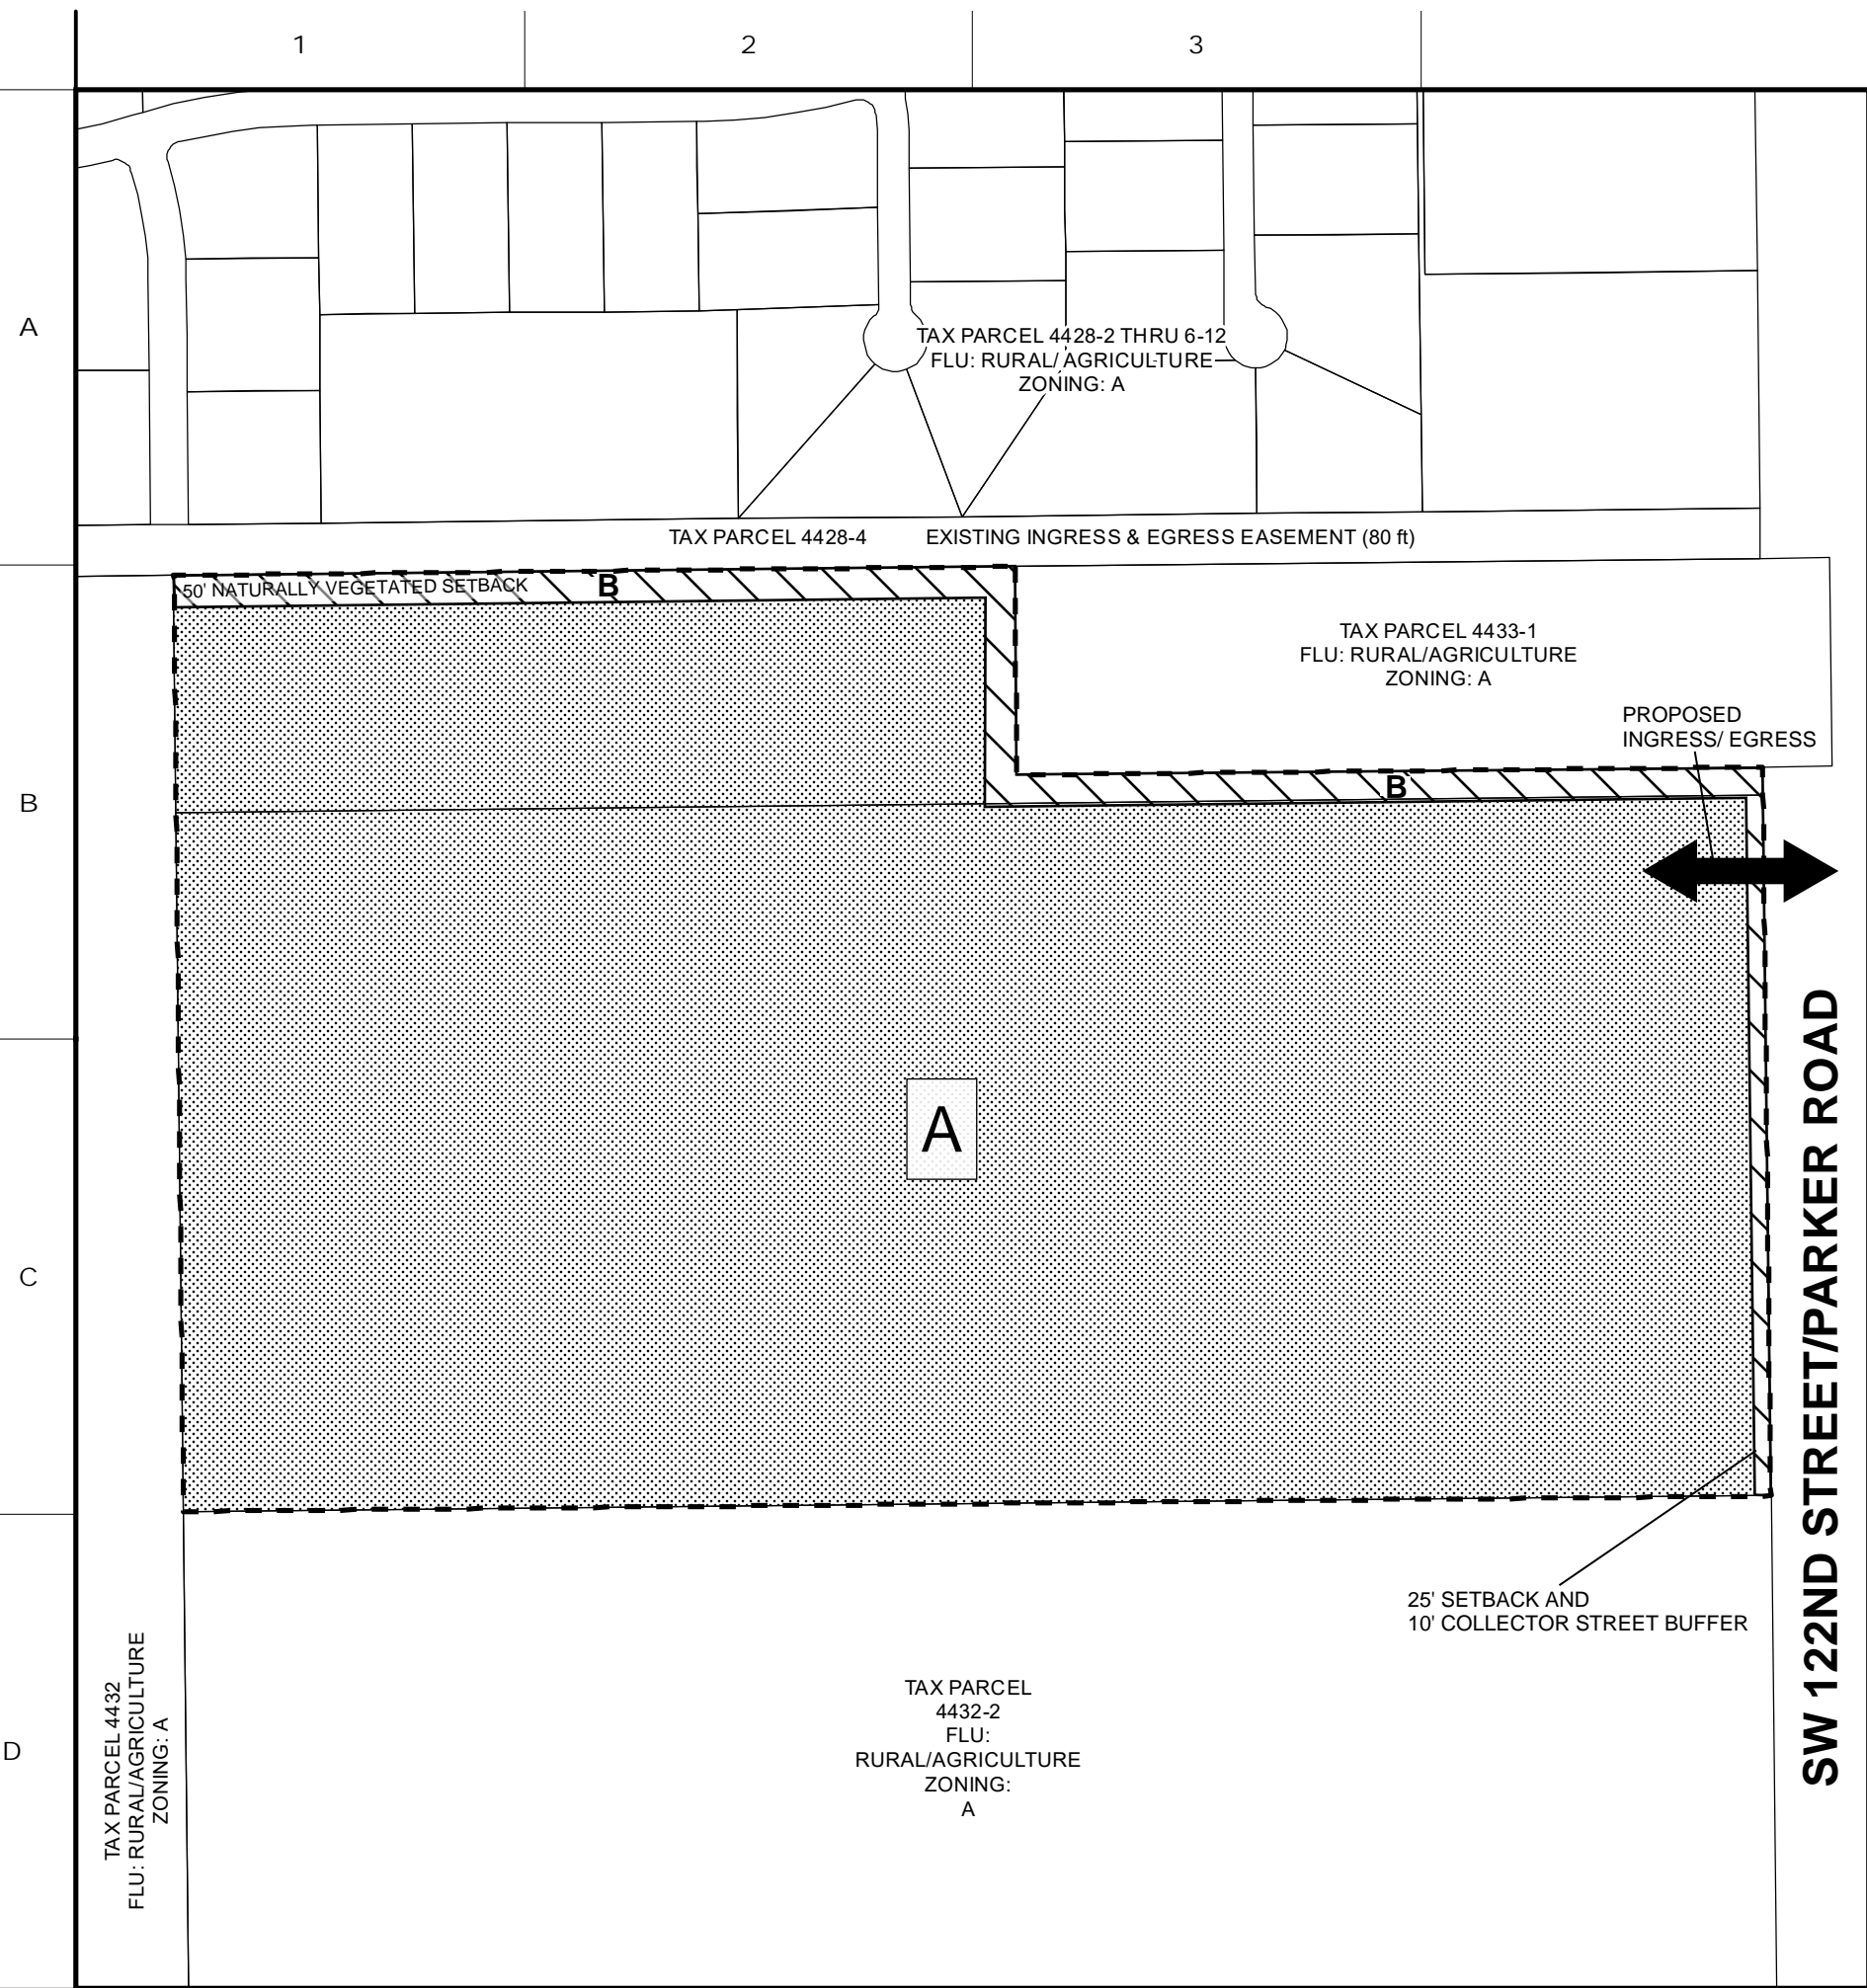 1
2
3
A
TAX PARCEL 4428-2 THRU 6-12
FLU: RURAL/ AGRICULTURE
ZONING: A
TAX PARCEL 4428-4
EXISTING INGRESS & EGRESS EASEMENT (80 ft)
50' NATURALLY VEGETATED SETBACK
B
TAX PARCEL 4433-1
FLU: RURAL/AGRICULTURE
ZONING: A
PROPOSED
INGRESS/ EGRESS
B
B
A
C
SW 122ND STREET/PARKER ROAD
25' SETBACK AND
10' COLLECTOR STREET BUFFER
D
TAX PARCEL 4432
FLU: RURAL/AGRICULTURE
ZONING: A
TAX PARCEL
4432-2
FLU:
RURAL/AGRICULTURE
ZONING:
A